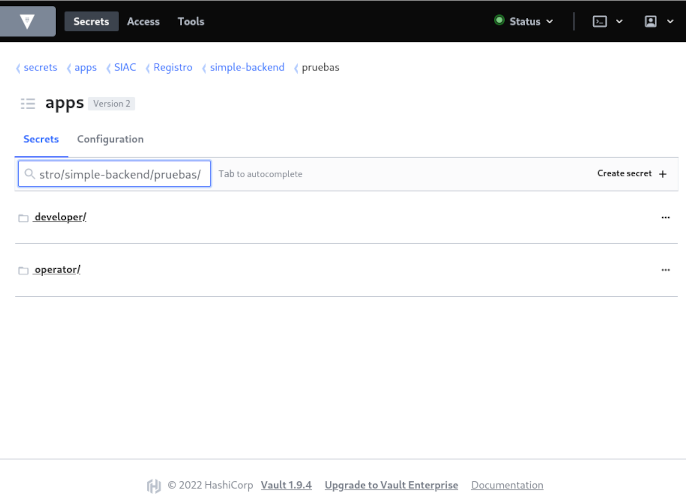 Secrets Access Tools Status
secrets apps SIAC Registro simple-backend pruebas
apps Version 2
Secrets Configuration
stro/simple-backend/pruebas/ Tab to autocomplete Create secret +
developer/ ...
operator/ ...
© 2022 HashiCorp Vault 1.9.4 Upgrade to Vault Enterprise Documentation